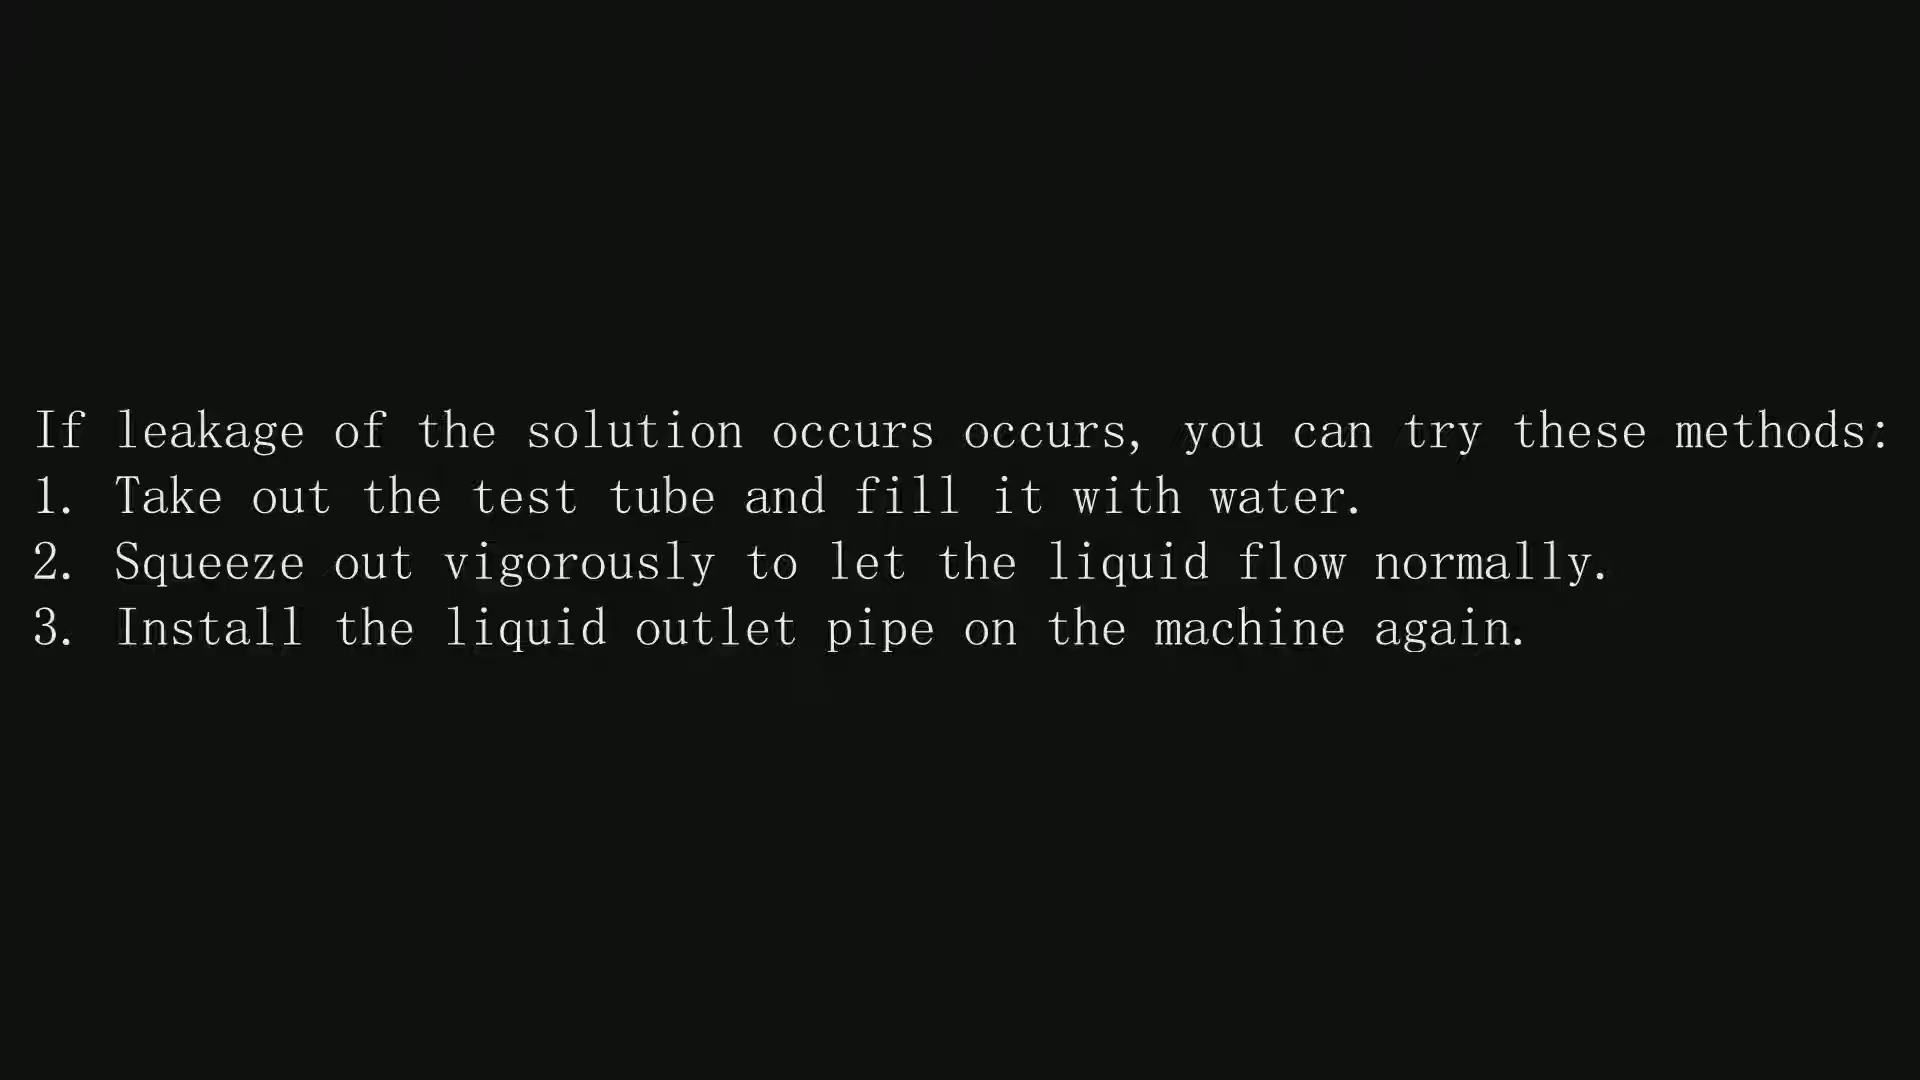 If leakage of the solution occurs occurs, you can try these methods:
1. Take out the test tube and fill it with water.
2. Squeeze out vigorously to let the liquid flow normally.
3. Install the liquid outlet pipe on the machine again.